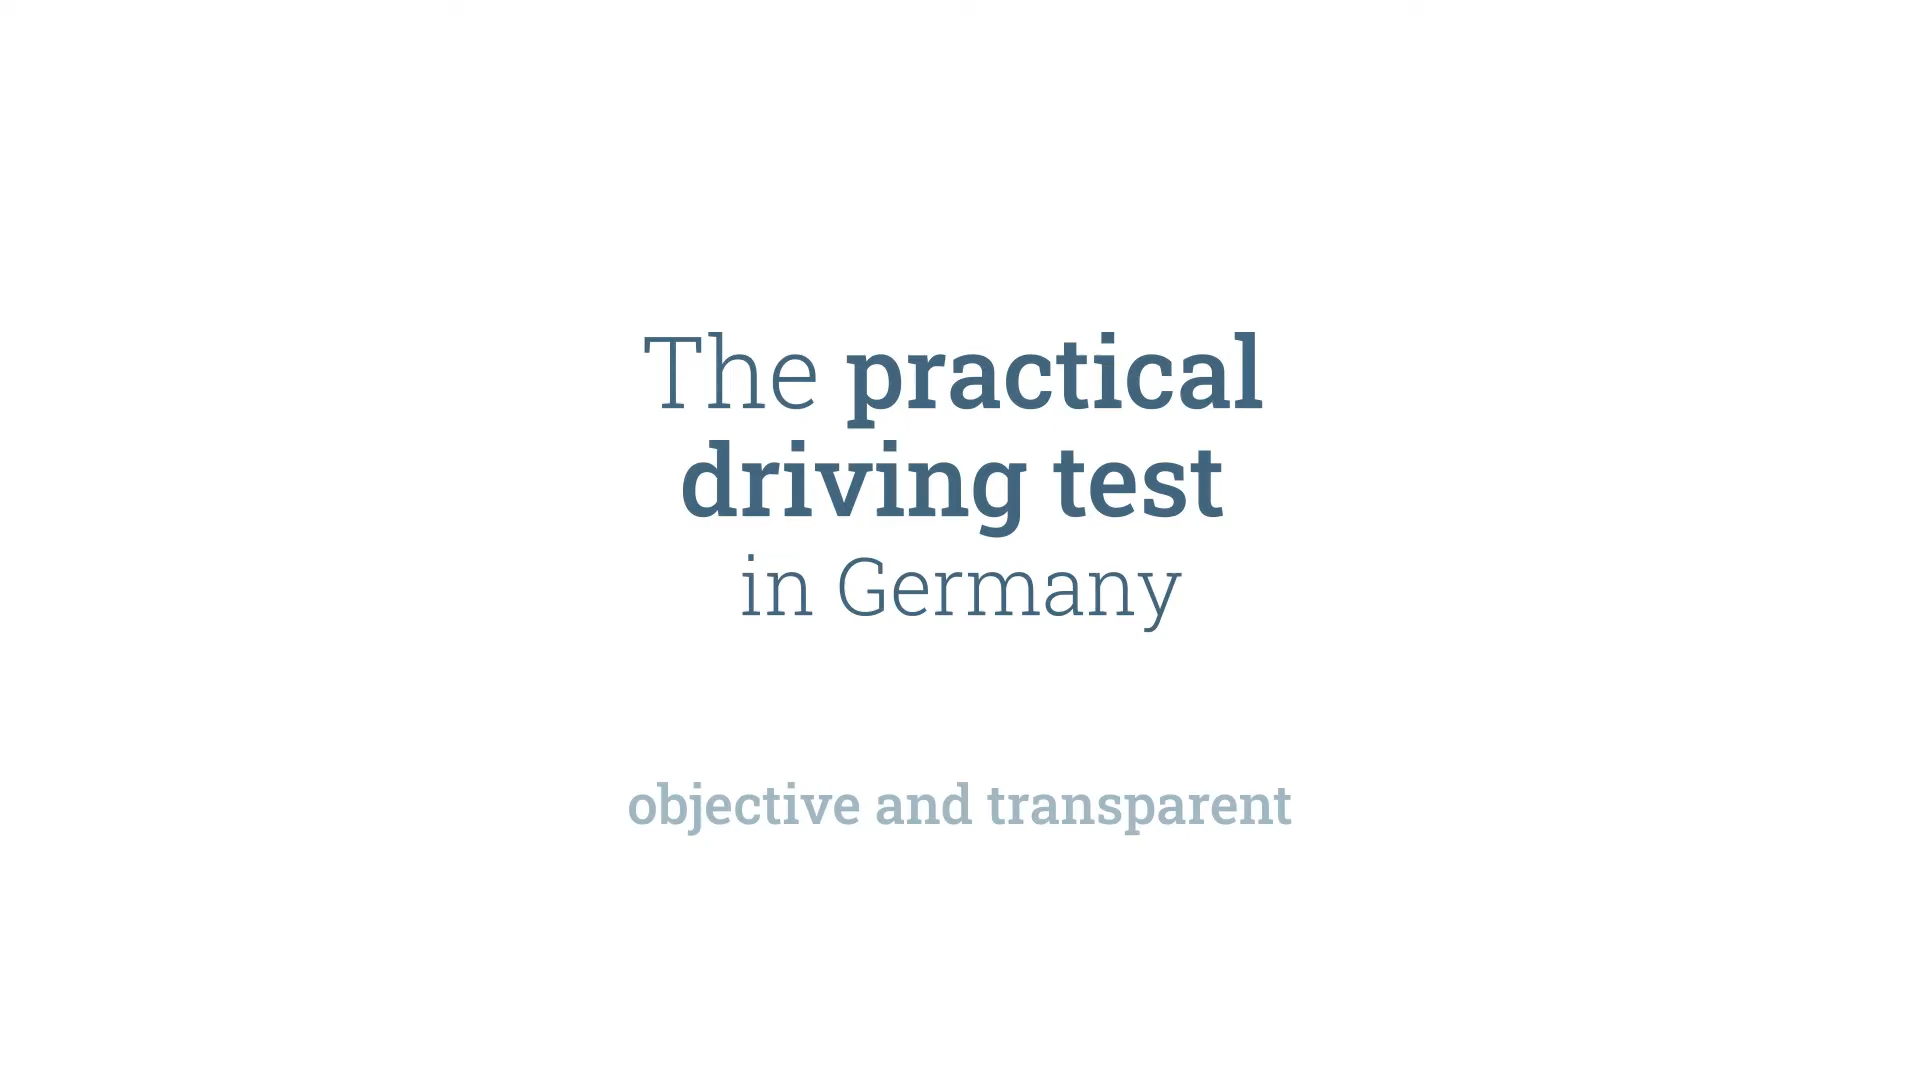 The practical
driving test
in Germany
objective and transparent